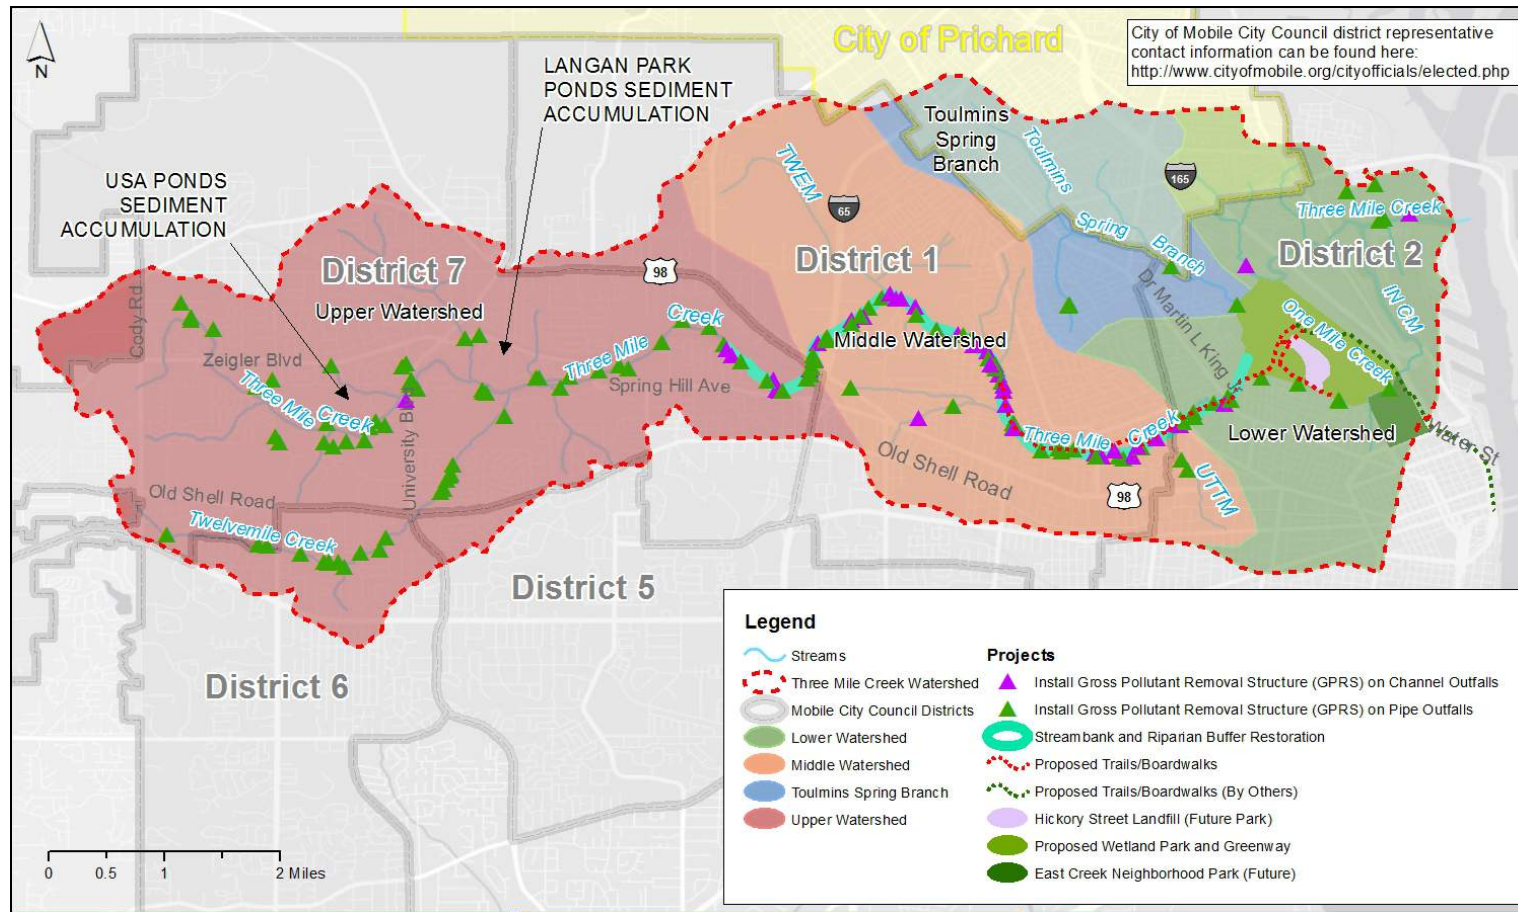 City of Prichard
City of Mobile City Council district representative
contact information can be found here:
http://www.cityofmobile.org/cityofficials/elected.php
N
LANGAN PARK
PONDS SEDIMENT
ACCUMULATION
Toulmins
Spring
Branch
Toulmins
Spring
Branch
TWEM
165
65
USA PONDS
SEDIMENT
ACCUMULATION
Three Mile Creek
District 2
District 1
District 7
98
Upper Watershed
Cody Rd
Dr Martin L King Jr
INCM
One Mile Creek
Creek
Three Mile
Middle Watershed
Zeigler Blvd
Spring Hill Ave
Three Mile
Creek
University Blvd
Three Mile
Creek
Lower Watershed
Water St
Old Shell Road
Old Shell Road
98
UTTM
Twelvemile Creek
District 5
District 6
Legend
Streams
Three Mile Creek Watershed
Mobile City Council Districts
Lower Watershed
Middle Watershed
Toulmins Spring Branch
Upper Watershed
Projects
Install Gross Pollutant Removal Structure (GPRS) on Channel Outfalls
Install Gross Pollutant Removal Structure (GPRS) on Pipe Outfalls
Streambank and Riparian Buffer Restoration
Proposed Trails/Boardwalks
Proposed Trails/Boardwalks (By Others)
Hickory Street Landfill (Future Park)
Proposed Wetland Park and Greenway
East Creek Neighborhood Park (Future)
0 0.5 1 2 Miles